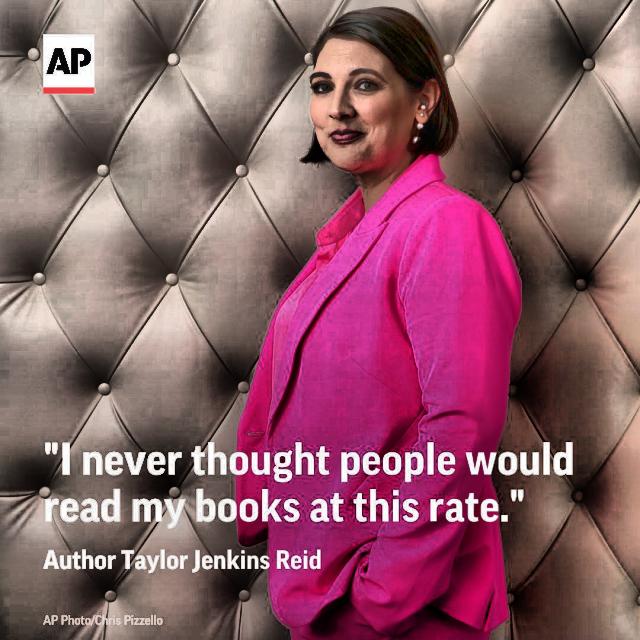 AP
"I never thought people would
read my books at this rate."
Author Taylor Jenkins Reid
AP Photo/Chris Pizzello